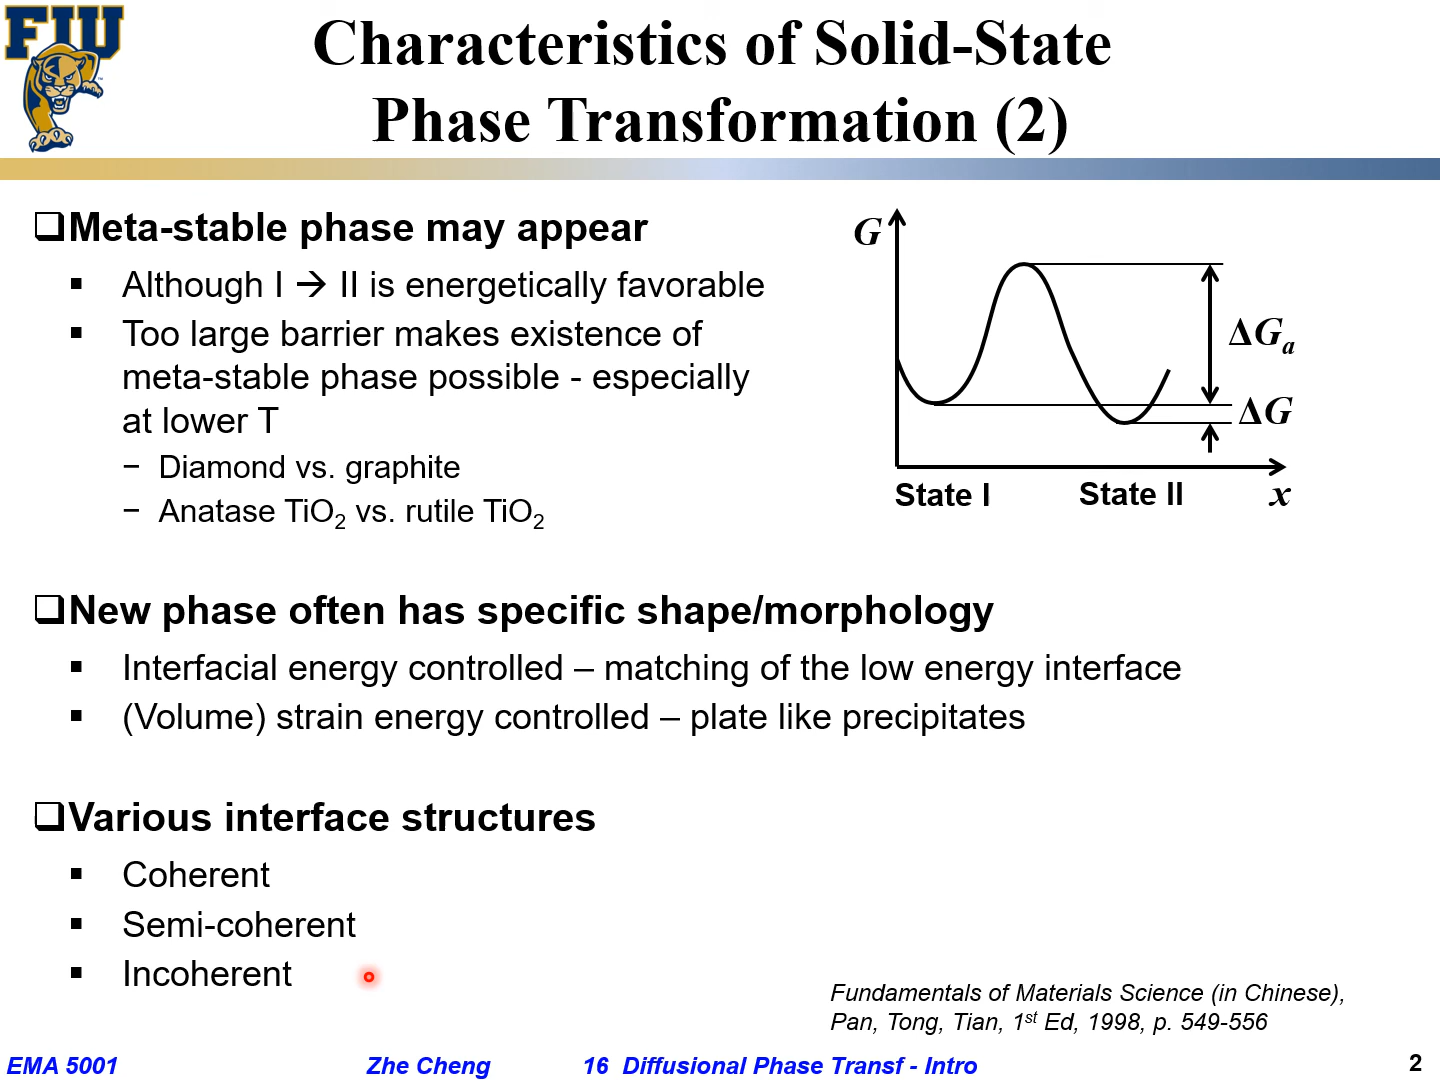 FIU
Characteristics of Solid-State
Phase Transformation (2)
❑Meta-stable phase may appear
▪ Although I → II is energetically favorable
▪ Too large barrier makes existence of
meta-stable phase possible - especially
at lower T
− Diamond vs. graphite
− Anatase TiO₂ vs. rutile TiO₂
G
ΔGₐ
ΔG
State I
State II
x
❑New phase often has specific shape/morphology
▪ Interfacial energy controlled – matching of the low energy interface
▪ (Volume) strain energy controlled – plate like precipitates
❑Various interface structures
▪ Coherent
▪ Semi-coherent
▪ Incoherent
Fundamentals of Materials Science (in Chinese),
Pan, Tong, Tian, 1st Ed, 1998, p. 549-556
EMA 5001 Zhe Cheng 16 Diffusional Phase Transf - Intro 2